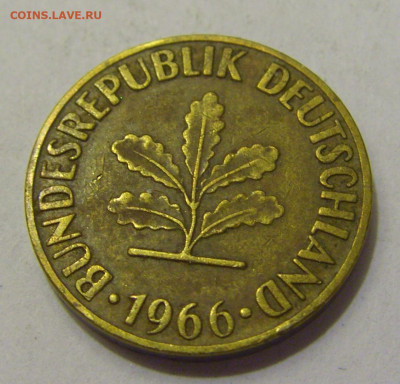 COINS.LAVE.RU
· BUNDESREPUBLIK DEUTSCHLAND ·
1966